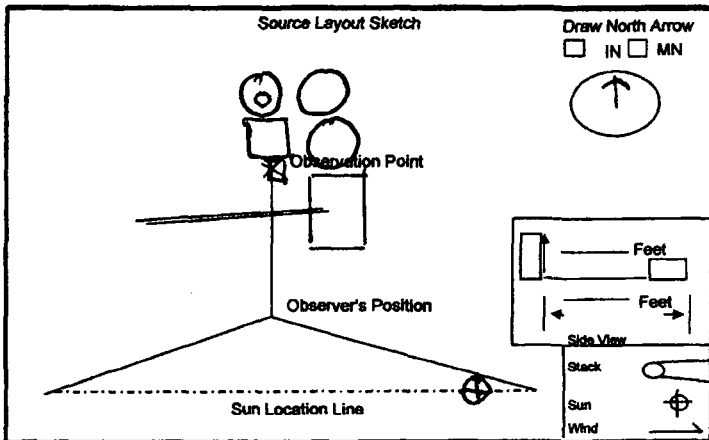 Source Layout Sketch
Draw North Arrow
IN MN
Observation Point
Feet
Observer's Position
Feet
Side View
Stack
Sun
Wind
Sun Location Line